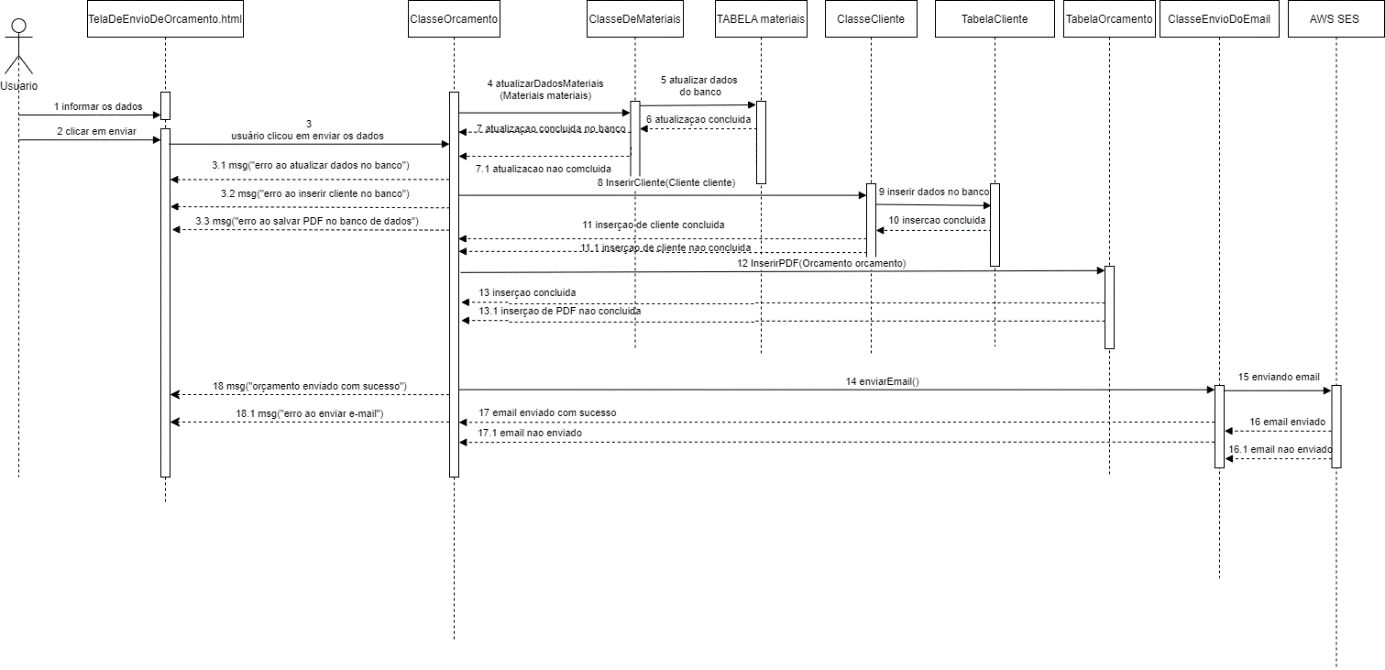 TelaDeEnvioDeOrcamento.html
ClasseOrcamento
ClasseDeMateriais
TABELA materiais
ClasseCliente
TabelaCliente
TabelaOrcamento
ClasseEnvioDoEmail
AWS SES
Usuario
1 informar os dados
2 clicar em enviar
3
usuário clicou em enviar os dados
4 atualizarDadosMateriais
(Materiais materiais)
5 atualizar dados
do banco
6 atualizaçao concluida
7 atualizaçao concluida no banco
7.1 atualizacao nao comcluida
3.1 msg("erro ao atualizar dados no banco")
3.2 msg("erro ao inserir cliente no banco")
3.3 msg("erro ao salvar PDF no banco de dados")
8 InserirCliente(Cliente cliente)
9 inserir dados no banco
10 insercao concluida
11 inserçao de cliente concluida
11.1 inserçao de cliente nao concluida
12 InserirPDF(Orcamento orcamento)
13 inserçao concluida
13.1 inserçao de PDF nao concluida
14 enviarEmail()
15 enviando email
16 email enviado
16.1 email nao enviado
17 email enviado com sucesso
17.1 email nao enviado
18 msg("orçamento enviado com sucesso")
18.1 msg("erro ao enviar e-mail")